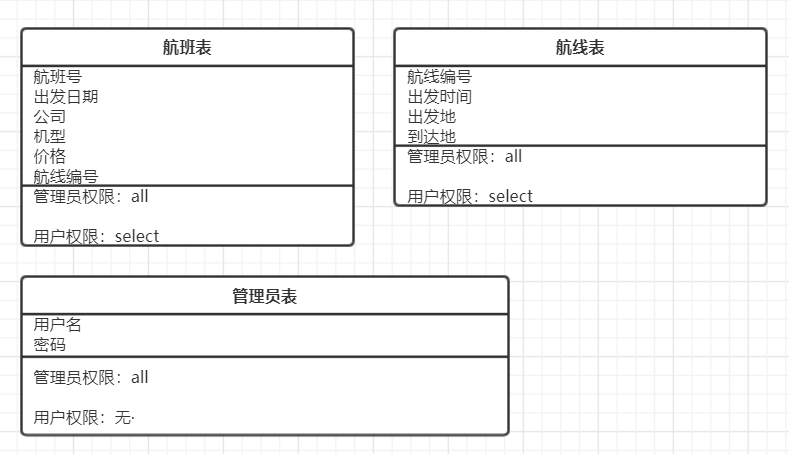 航班表
航班号
出发日期
公司
机型
价格
航线编号
管理员权限：all
用户权限：select
航线表
航线编号
出发时间
出发地
到达地
管理员权限：all
用户权限：select
管理员表
用户名
密码
管理员权限：all
用户权限：无·